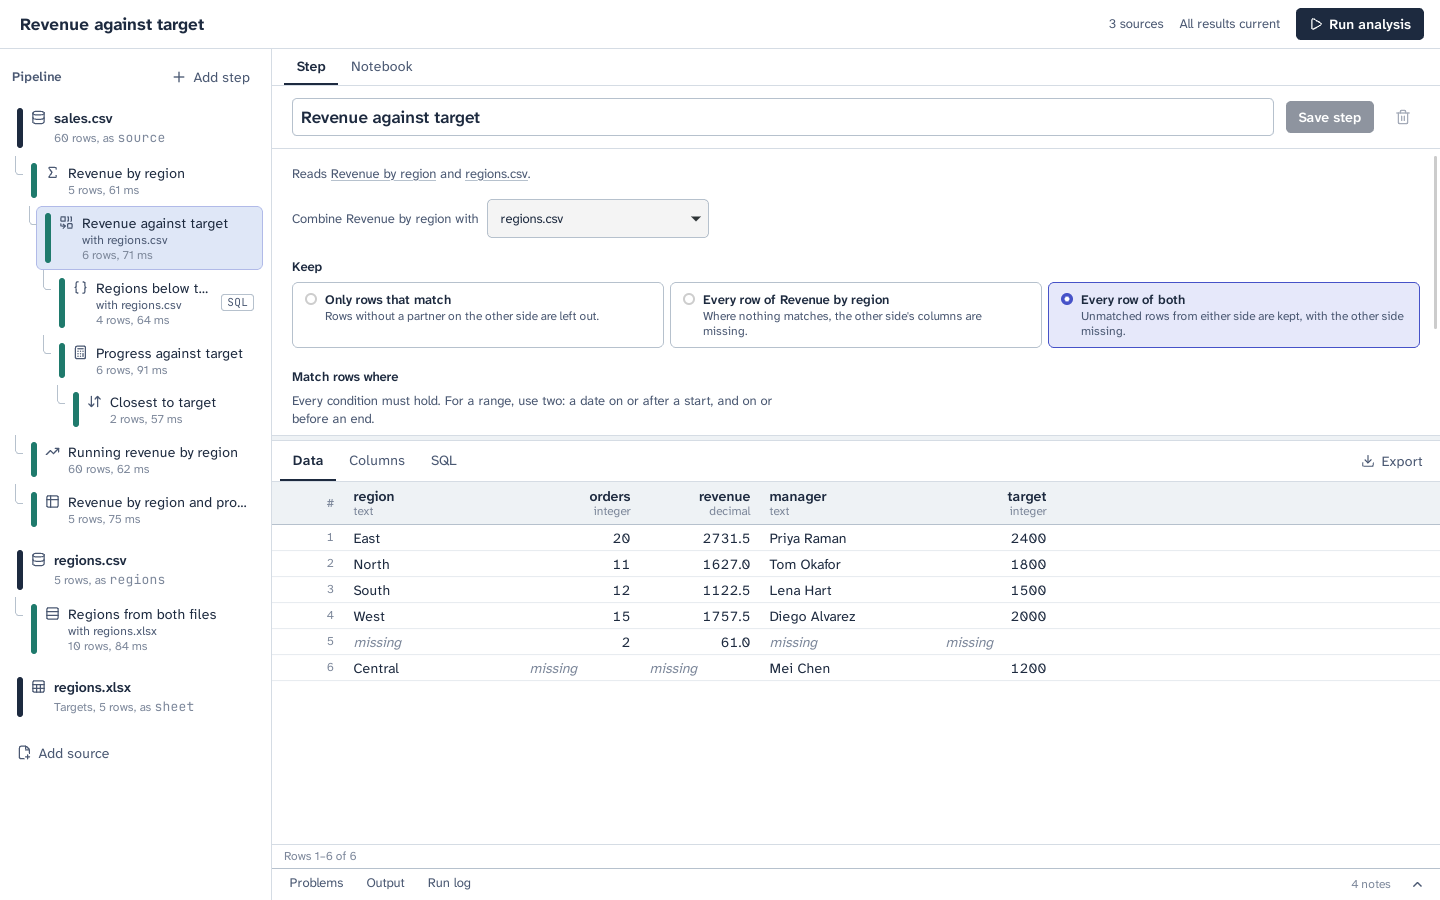 Revenue against target
3 sources
All results current
Run analysis
Pipeline
Add step
sales.csv
60 rows, as source
Revenue by region
5 rows, 61 ms
Revenue against target
with regions.csv
6 rows, 71 ms
Regions below t...
with regions.csv
4 rows, 64 ms
SQL
Progress against target
6 rows, 91 ms
Closest to target
2 rows, 57 ms
Running revenue by region
60 rows, 62 ms
Revenue by region and pro...
5 rows, 75 ms
regions.csv
5 rows, as regions
Regions from both files
with regions.xlsx
10 rows, 84 ms
regions.xlsx
Targets, 5 rows, as sheet
Add source
Step
Notebook
Revenue against target
Save step
Reads Revenue by region and regions.csv.
Combine Revenue by region with
regions.csv
Keep
Only rows that match
Rows without a partner on the other side are left out.
Every row of Revenue by region
Where nothing matches, the other side's columns are
missing.
Every row of both
Unmatched rows from either side are kept, with the other side
missing.
Match rows where
Every condition must hold. For a range, use two: a date on or after a start, and on or
before an end.
Data
Columns
SQL
Export
# region orders revenue manager target
text integer decimal text integer
1 East 20 2731.5 Priya Raman 2400
2 North 11 1627.0 Tom Okafor 1800
3 South 12 1122.5 Lena Hart 1500
4 West 15 1757.5 Diego Alvarez 2000
5 missing 2 61.0 missing missing
6 Central missing missing Mei Chen 1200
Rows 1–6 of 6
Problems
Output
Run log
4 notes